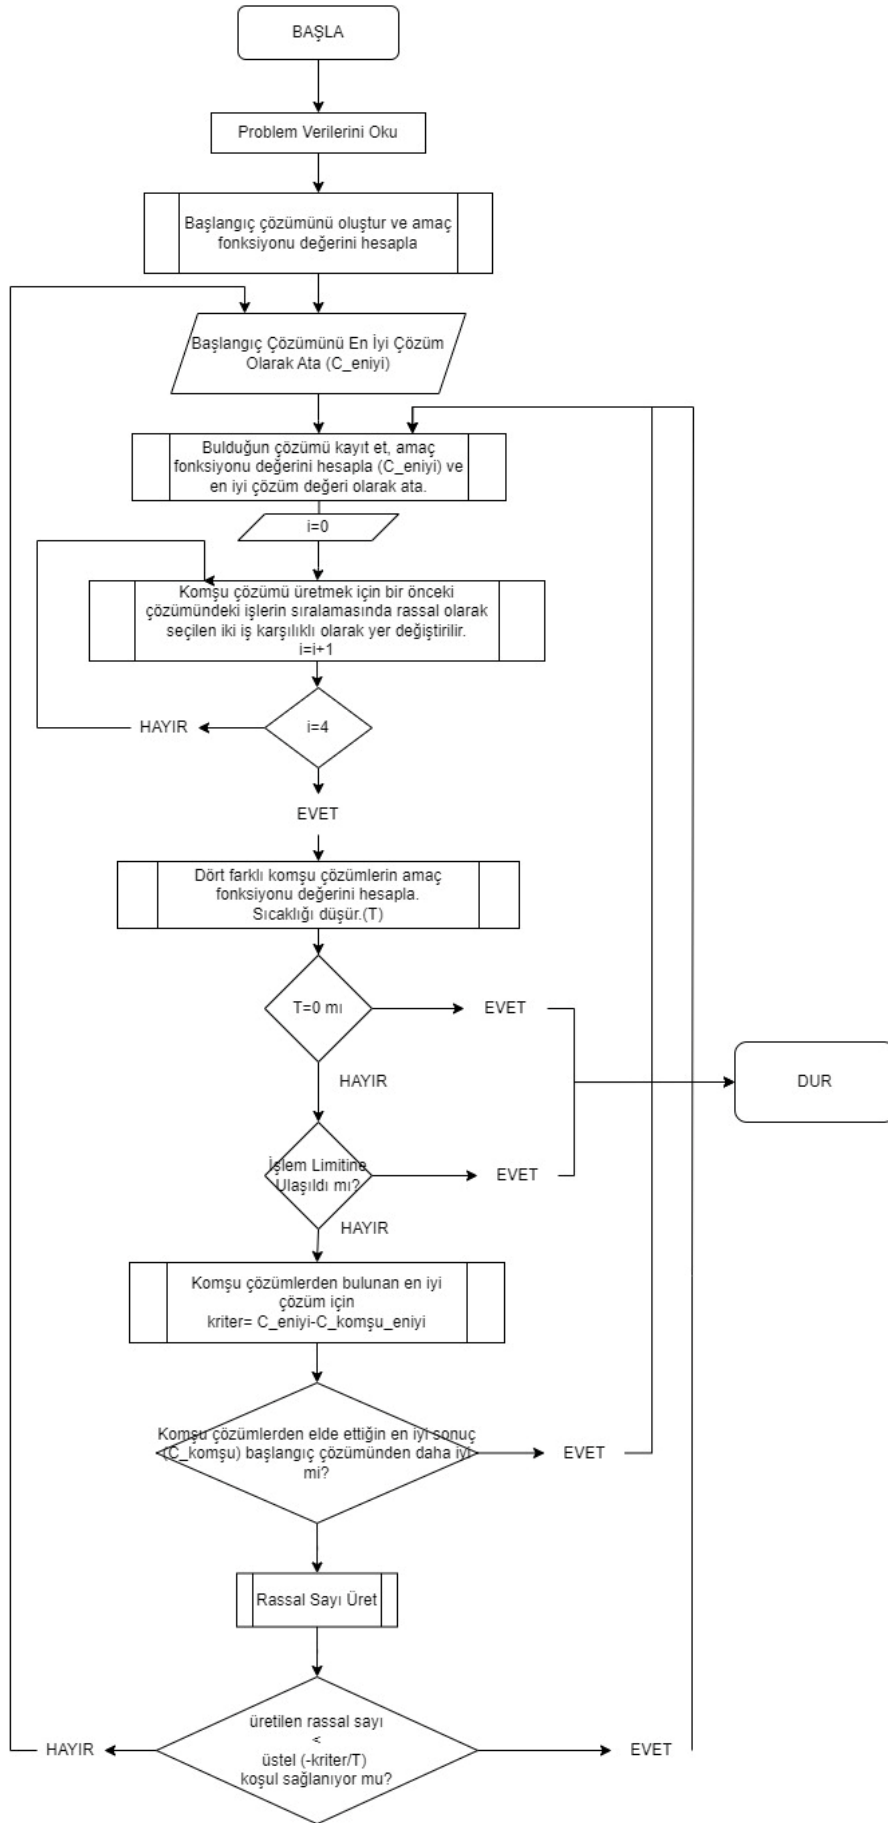 BAŞLA
Problem Verilerini Oku
Başlangıç çözümünü oluştur ve amaç
fonksiyonu değerini hesapla
Başlangıç Çözümünü En İyi Çözüm
Olarak Ata (C_eniyi)
Bulduğun çözümü kayıt et, amaç
fonksiyonu değerini hesapla (C_eniyi) ve
en iyi çözüm değeri olarak ata.
i=0
Komşu çözümü üretmek için bir önceki
çözümündeki işlerin sıralamasında rassal olarak
seçilen iki iş karşılıklı olarak yer değiştirilir.
i=i+1
HAYIR
i=4
EVET
Dört farklı komşu çözümlerin amaç
fonksiyonu değerini hesapla.
Sıcaklığı düşür.(T)
T=0 mı
EVET
HAYIR
DUR
İşlem Limitine
Ulaşıldı mı?
EVET
HAYIR
Komşu çözümlerden bulunan en iyi
çözüm için
kriter= C_eniyi-C_komşu_eniyi
Komşu çözümlerden elde ettiğin en iyi sonuç
(C_komşu) başlangıç çözümünden daha iyi
mi?
EVET
Rassal Sayı Üret
üretilen rassal sayı
<
üstel (-kriter/T)
koşul sağlanıyor mu?
HAYIR
EVET